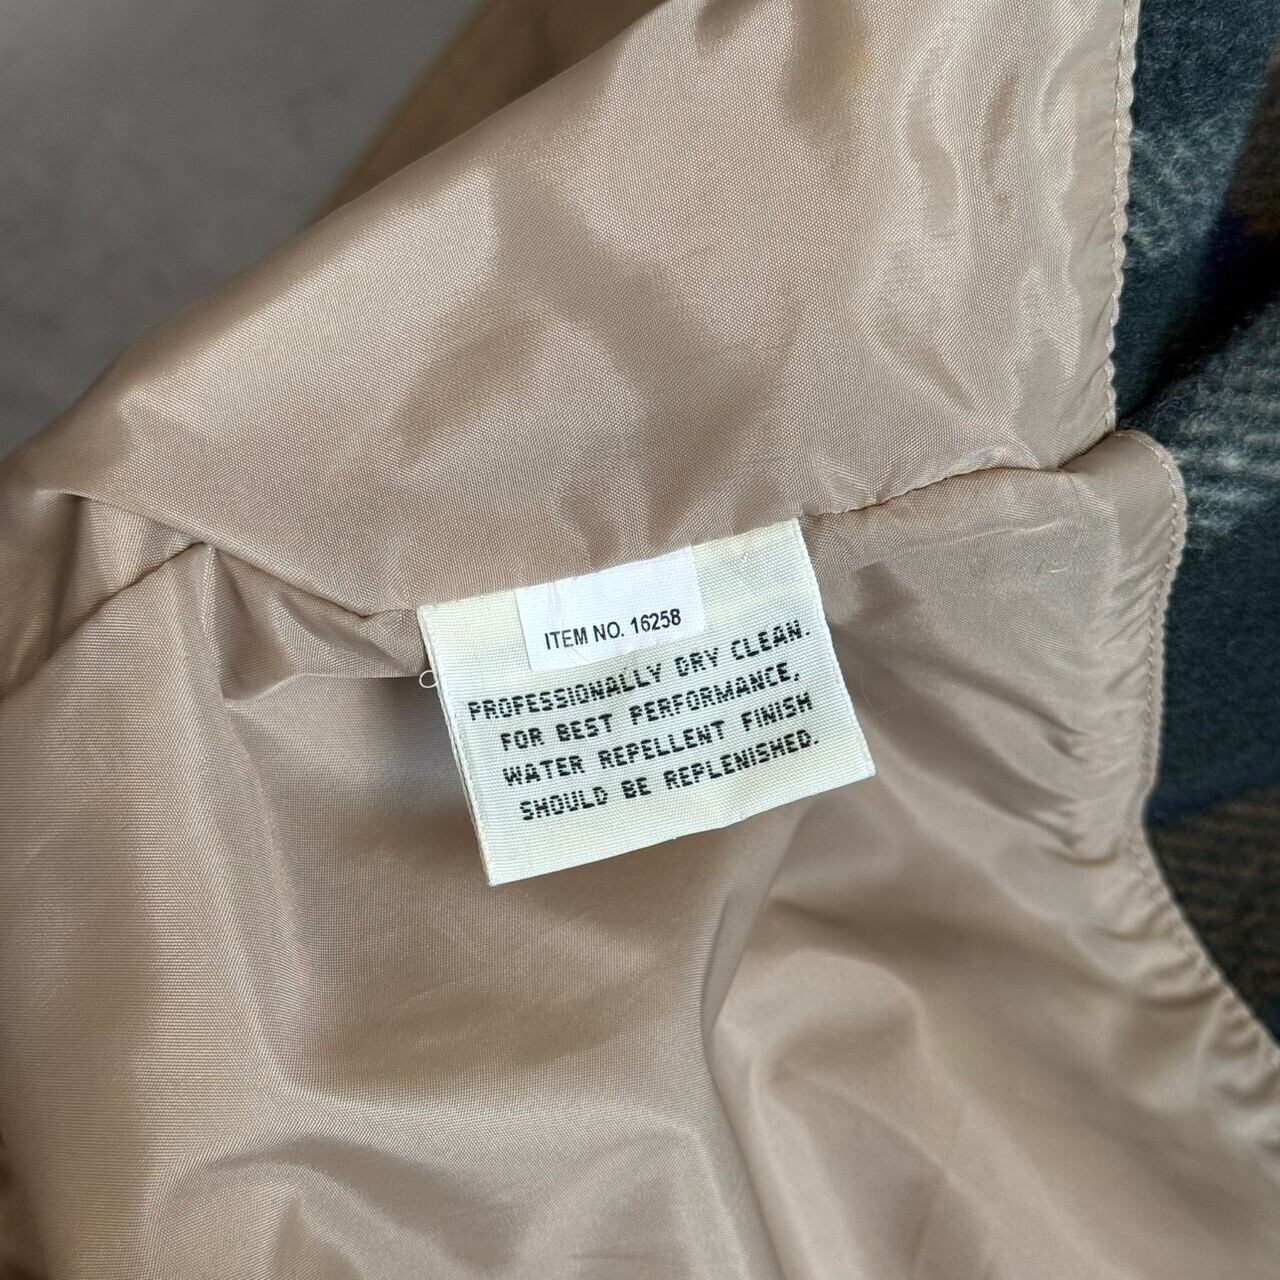 ITEM NO. 16258
PROFESSIONALLY DRY CLEAN.
FOR BEST PERFORMANCE,
WATER REPELLENT FINISH
SHOULD BE REPLENISHED.